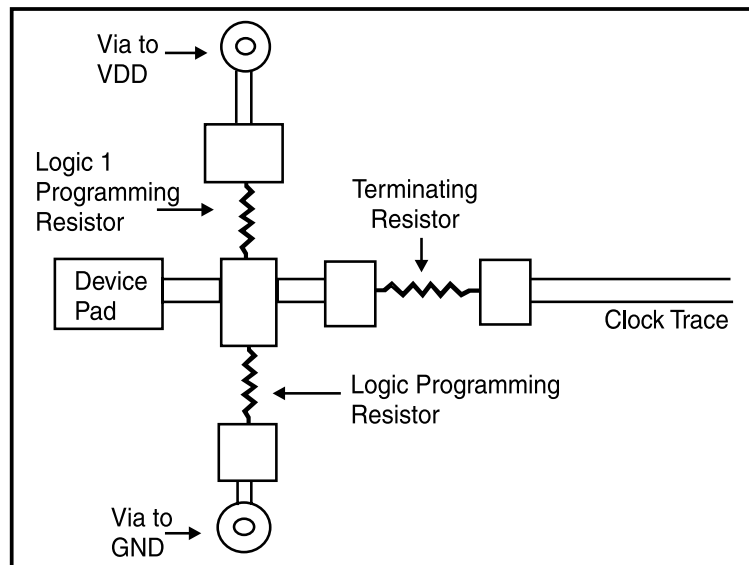 Via to
VDD
Logic 1
Programming
Resistor
Terminating
Resistor
Device
Pad
Clock Trace
Logic Programming
Resistor
Via to
GND